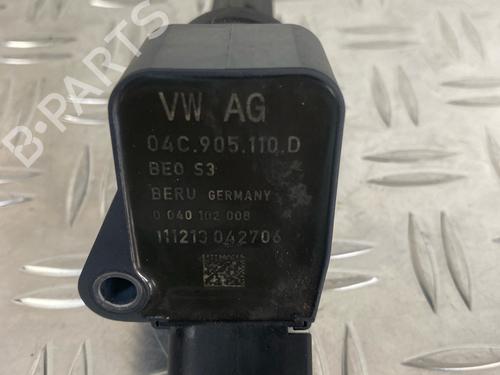 VW AG
04C.905.110.D
BEO S3
BERU GERMANY
0 040 102 008
111213 042706
B-PARTS